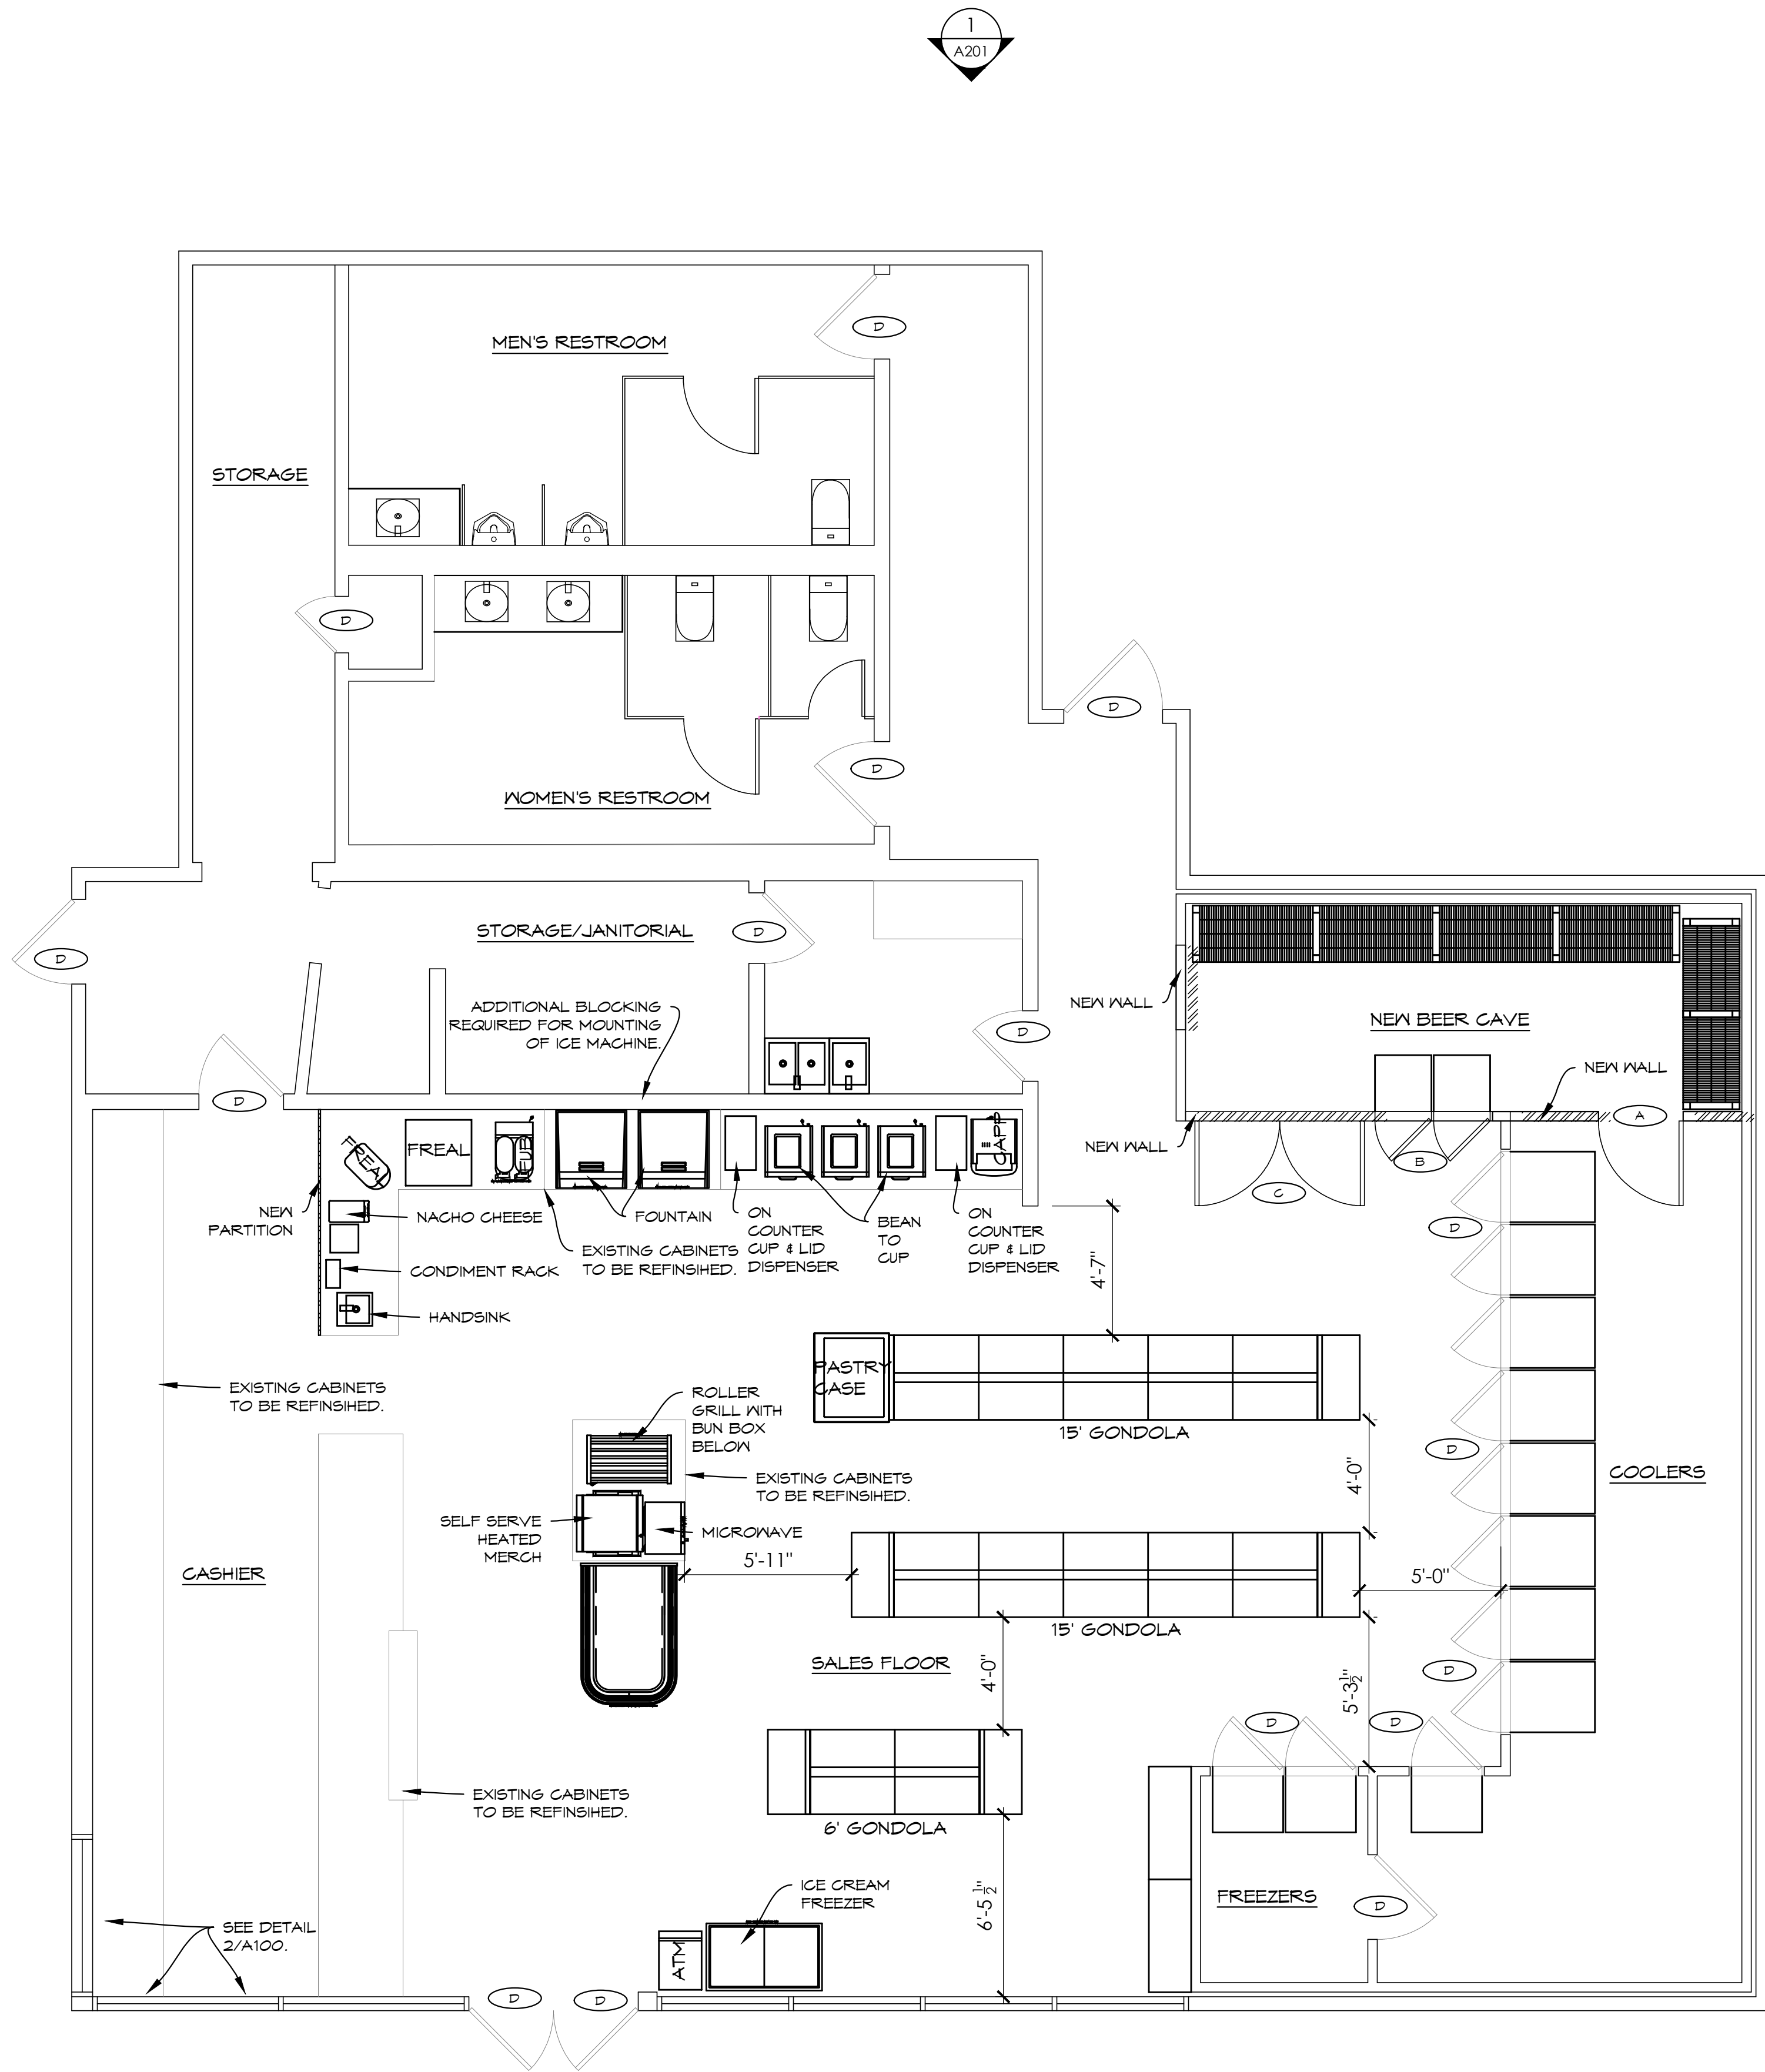 1
A201
D
MEN'S RESTROOM
STORAGE
D
D
D
WOMEN'S RESTROOM
STORAGE/JANITORIAL
D
D
ADDITIONAL BLOCKING
REQUIRED FOR MOUNTING
OF ICE MACHINE.
D
D
NEW WALL
NEW BEER CAVE
NEW WALL
NEW WALL
A
B
C
FREAL
FREAL
FUB
CAPP
NEW
PARTITION
NACHO CHEESE
FOUNTAIN
ON
COUNTER
CUP & LID
DISPENSER
BEAN
TO
CUP
ON
COUNTER
CUP & LID
DISPENSER
EXISTING CABINETS
TO BE REFINSIHED.
CONDIMENT RACK
HANDSINK
4'-7"
D
PASTRY
CASE
15' GONDOLA
EXISTING CABINETS
TO BE REFINSIHED.
ROLLER
GRILL WITH
BUN BOX
BELOW
EXISTING CABINETS
TO BE REFINSIHED.
4'-0"
D
COOLERS
SELF SERVE
HEATED
MERCH
MICROWAVE
5'-11"
5'-0"
CASHIER
15' GONDOLA
SALES FLOOR
4'-0"
5'-3 1/2"
D
D
D
EXISTING CABINETS
TO BE REFINSIHED.
6' GONDOLA
ICE CREAM
FREEZER
6'-5 1/2"
FREEZERS
D
SEE DETAIL
2/A100.
ATM
D
D